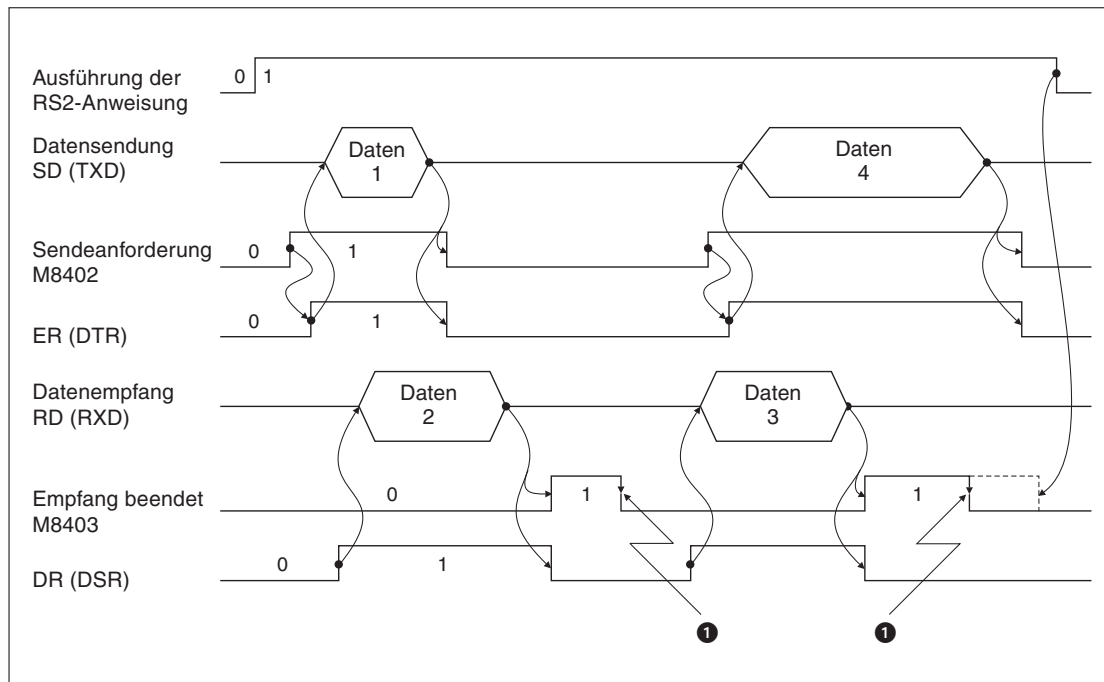 Ausführung der
RS2-Anweisung
0 1
Datensendung
SD (TXD)
Daten
1
Daten
4
Sendeanforderung
M8402
0
1
ER (DTR)
0
1
Datenempfang
RD (RXD)
Daten
2
Daten
3
Empfang beendet
M8403
0
1
1
DR (DSR)
0
1
❶
❶